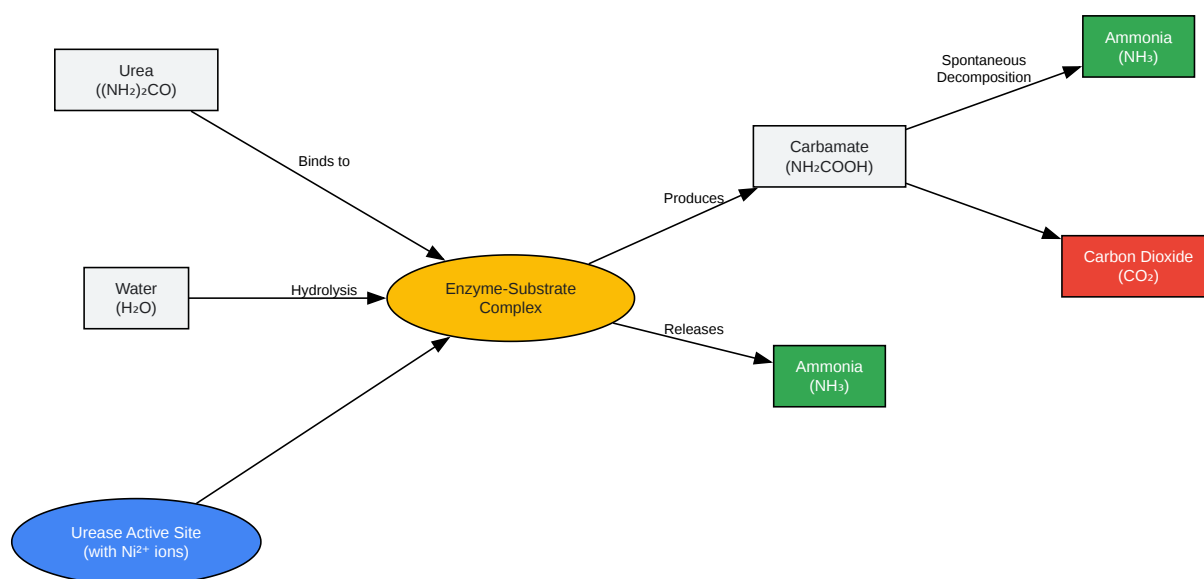 Urea
((NH₂)₂CO)
Binds to
Water
(H₂O)
Hydrolysis
Urease Active Site
(with Ni²⁺ ions)
Enzyme-Substrate
Complex
Produces
Releases
Carbamate
(NH₂COOH)
Ammonia
(NH₃)
Spontaneous
Decomposition
Ammonia
(NH₃)
Carbon Dioxide
(CO₂)